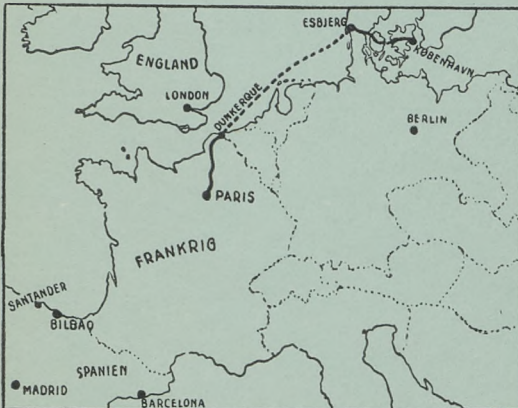 ESBJERG
KØBENHAVN
ENGLAND
LONDON
DUNKERQUE
BERLIN
PARIS
FRANKRIG
SANTANDER
BILBAO
SPANIEN
MADRID
BARCELONA